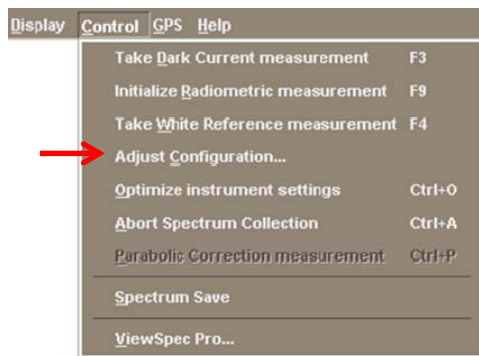 Display Control GPS Help
Take Dark Current measurement F3
Initialize Radiometric measurement F9
Take White Reference measurement F4
Adjust Configuration...
Optimize instrument settings Ctrl+O
Abort Spectrum Collection Ctrl+A
Parabolic Correction measurement Ctrl+P
Spectrum Save
ViewSpec Pro...